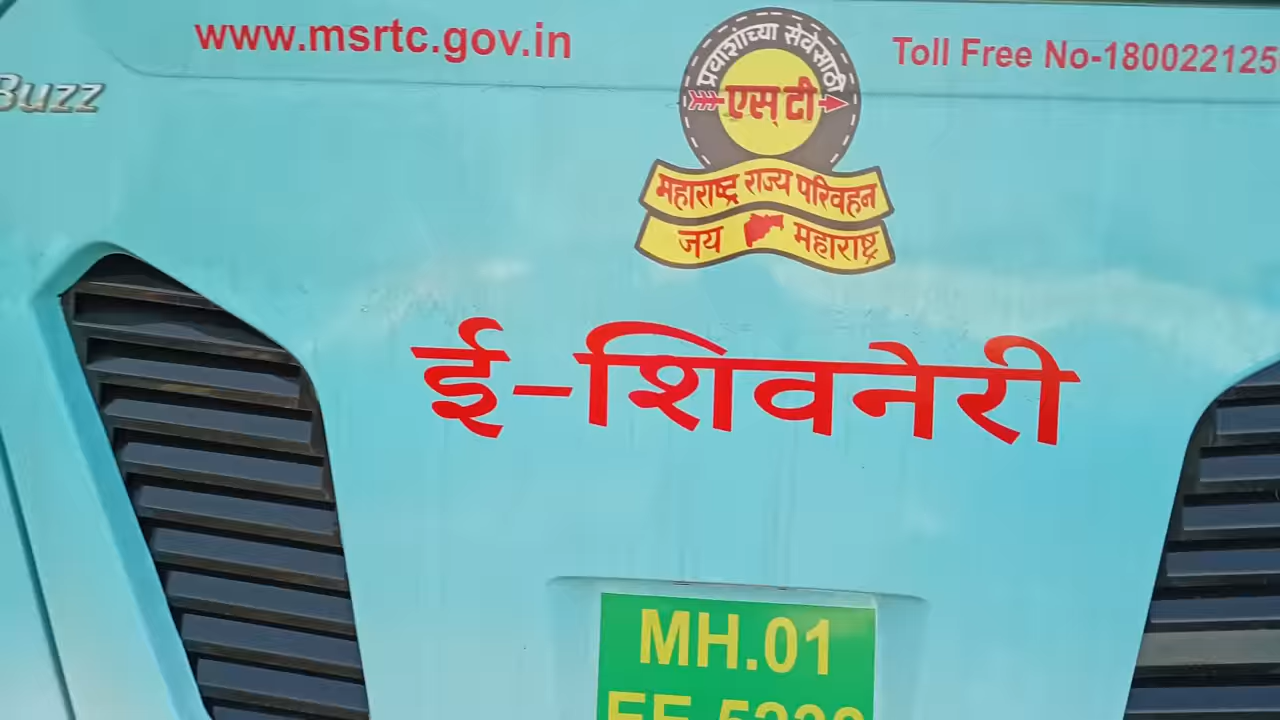 www.msrtc.gov.in
Toll Free No-180022125
Buzz
प्रवाशांच्या सेवेसाठी
एस् टी
महाराष्ट्र राज्य परिवहन
जय महाराष्ट्र
ई-शिवनेरी
MH.01